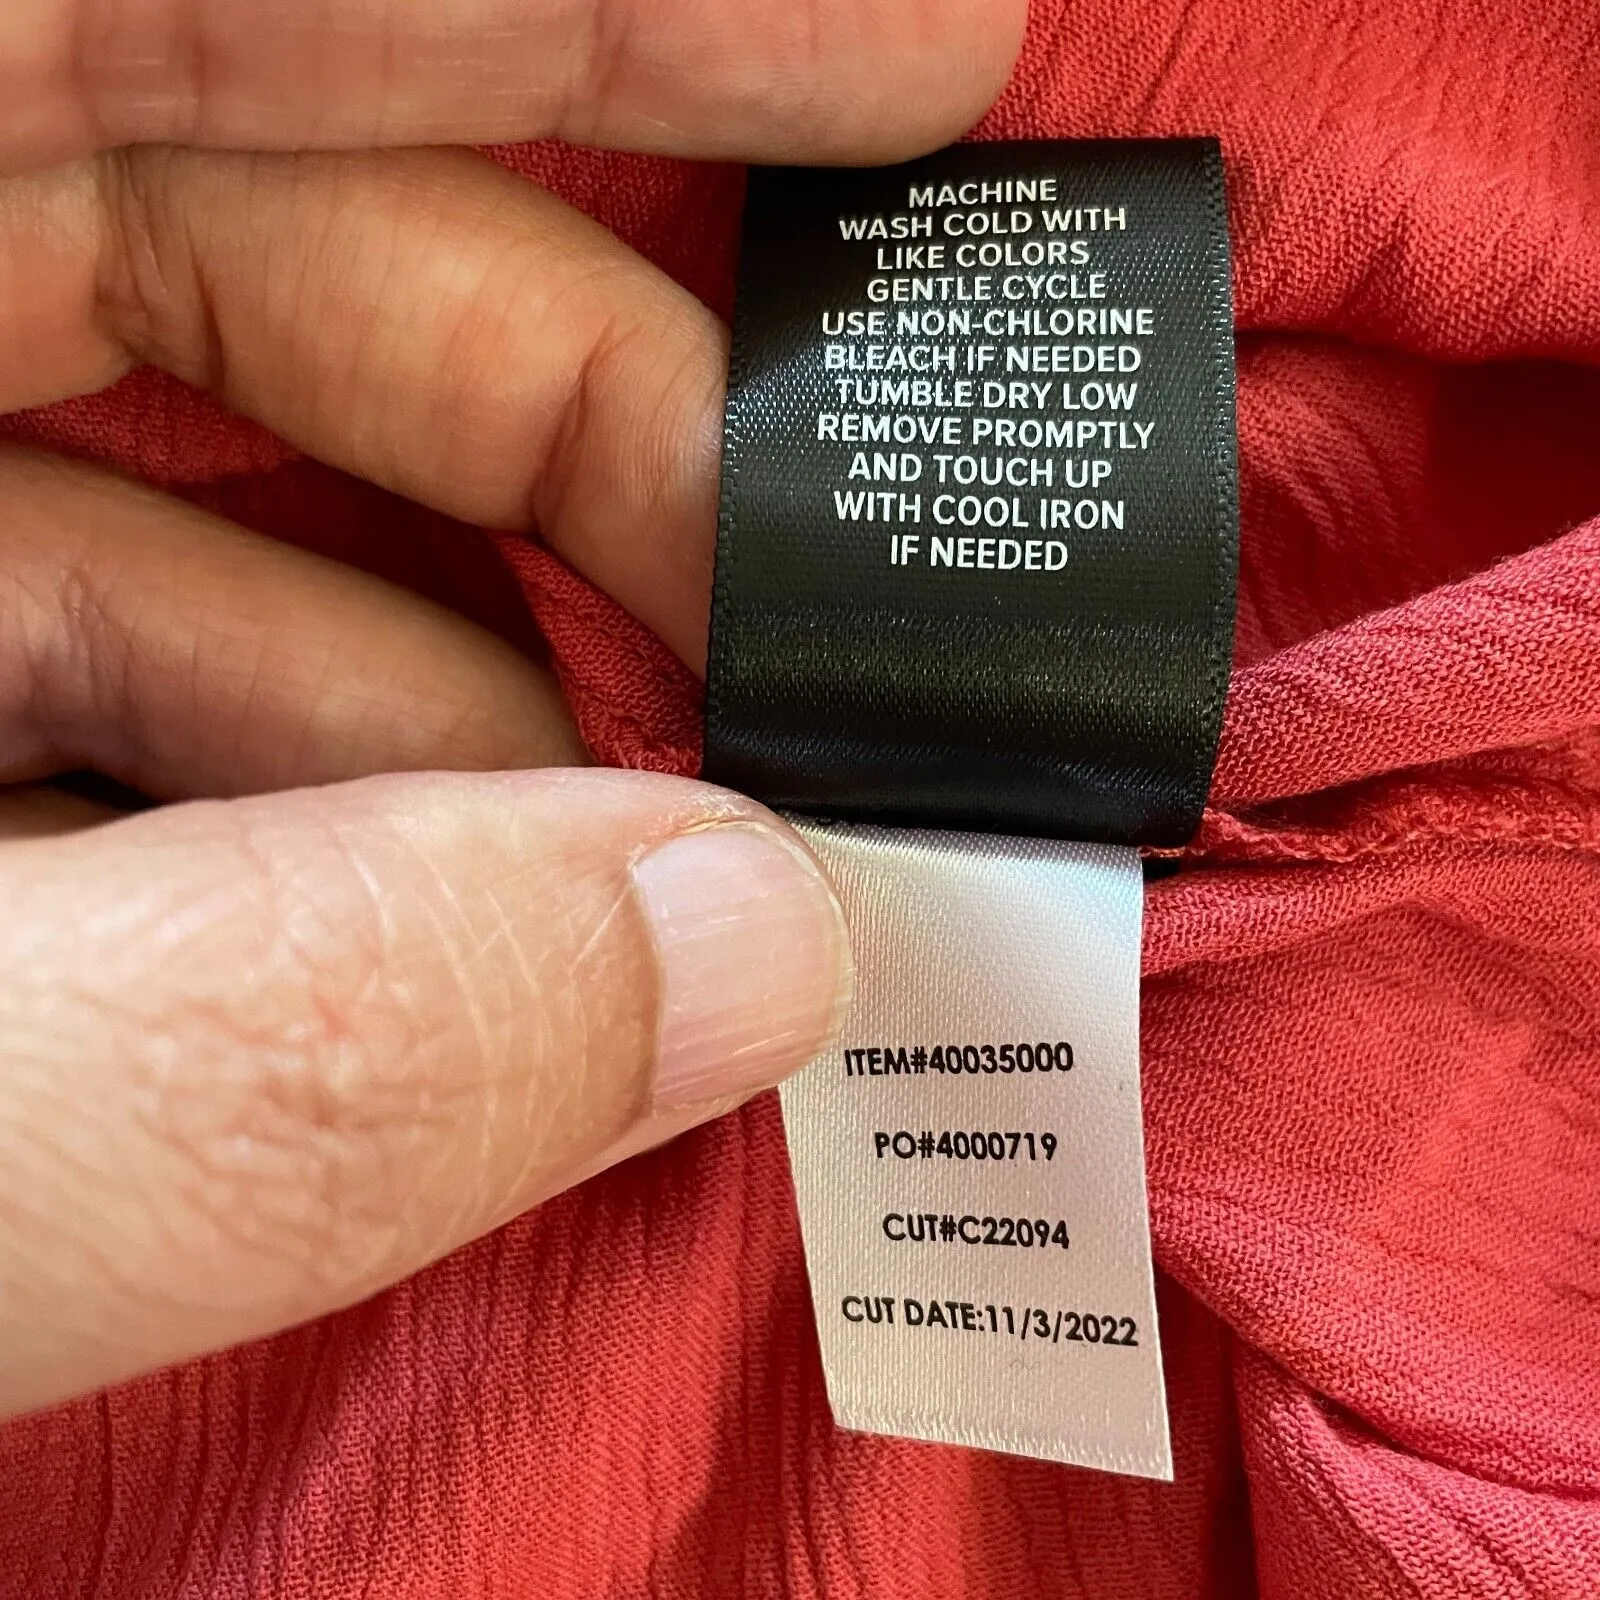 MACHINE
WASH COLD WITH
LIKE COLORS
GENTLE CYCLE
USE NON-CHLORINE
BLEACH IF NEEDED
TUMBLE DRY LOW
REMOVE PROMPTLY
AND TOUCH UP
WITH COOL IRON
IF NEEDED
ITEM#40035000
PO#4000719
CUT#C22094
CUT DATE:11/3/2022